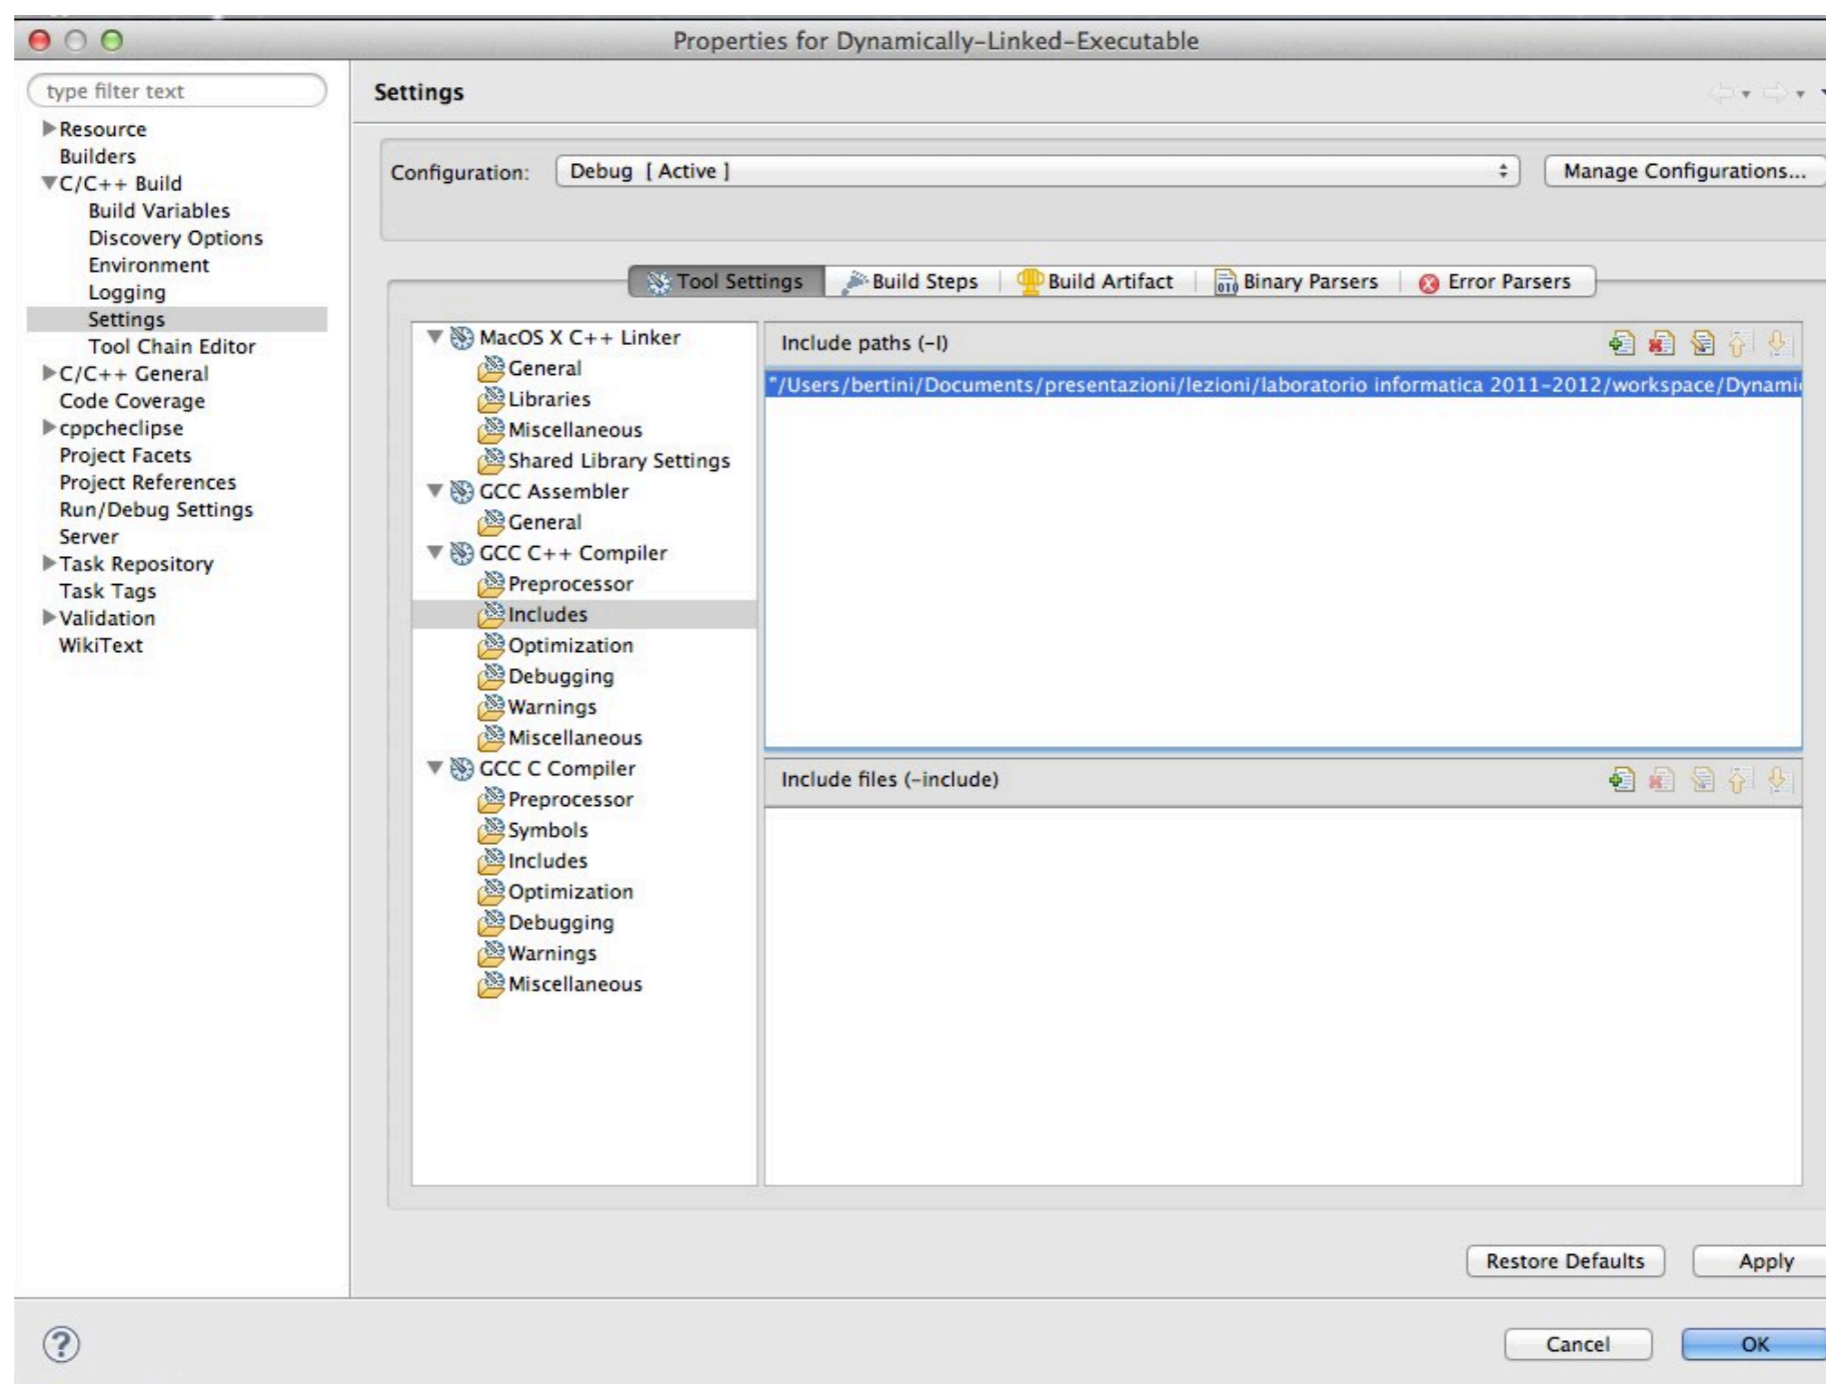 Properties for Dynamically-Linked-Executable
type filter text
Resource
Builders
C/C++ Build
Build Variables
Discovery Options
Environment
Logging
Settings
Tool Chain Editor
C/C++ General
Code Coverage
cppcheclipse
Project Facets
Project References
Run/Debug Settings
Server
Task Repository
Task Tags
Validation
WikiText
Settings
Configuration:
Debug [ Active ]
Manage Configurations...
Tool Settings
Build Steps
Build Artifact
Binary Parsers
Error Parsers
MacOS X C++ Linker
General
Libraries
Miscellaneous
Shared Library Settings
GCC Assembler
General
GCC C++ Compiler
Preprocessor
Includes
Optimization
Debugging
Warnings
Miscellaneous
GCC C Compiler
Preprocessor
Symbols
Includes
Optimization
Debugging
Warnings
Miscellaneous
Include paths (-I)
"/Users/bertini/Documents/presentazioni/lezioni/laboratorio informatica 2011-2012/workspace/Dynami
Include files (-include)
Restore Defaults
Apply
?
Cancel
OK